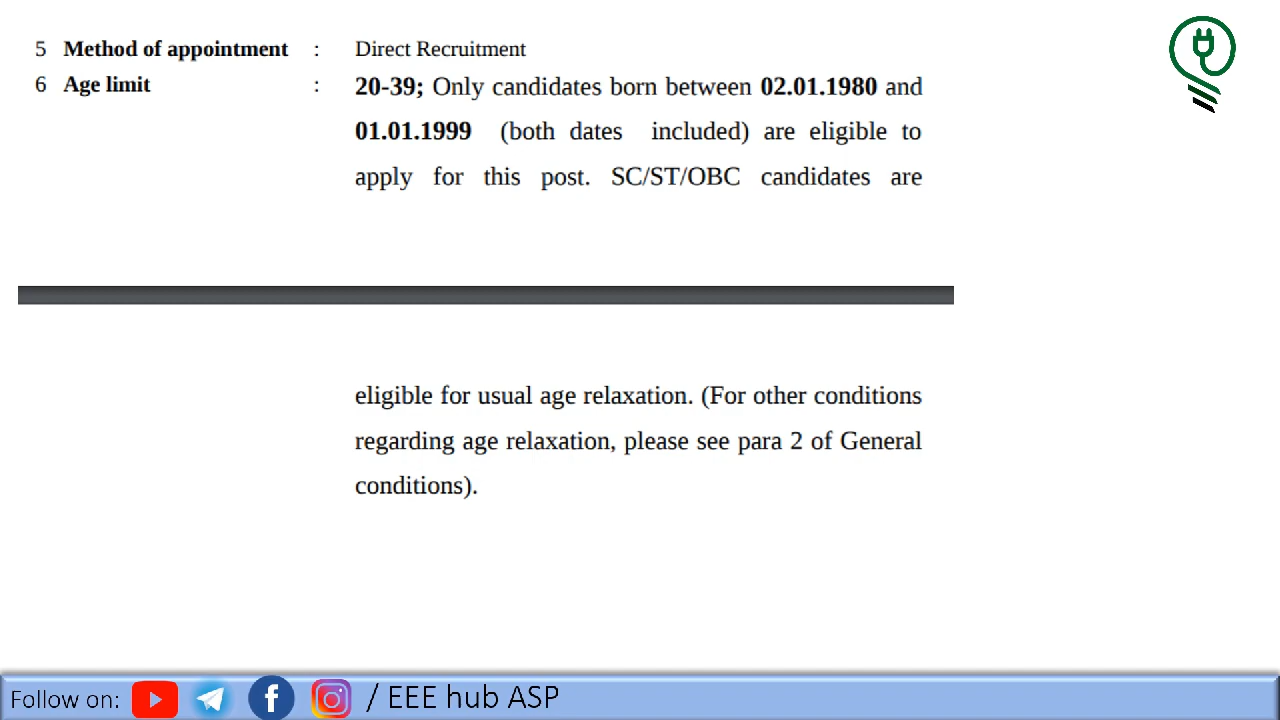 5 Method of appointment : Direct Recruitment
6 Age limit : 20-39; Only candidates born between 02.01.1980 and
01.01.1999 (both dates included) are eligible to
apply for this post. SC/ST/OBC candidates are
eligible for usual age relaxation. (For other conditions
regarding age relaxation, please see para 2 of General
conditions).
Follow on: / EEE hub ASP